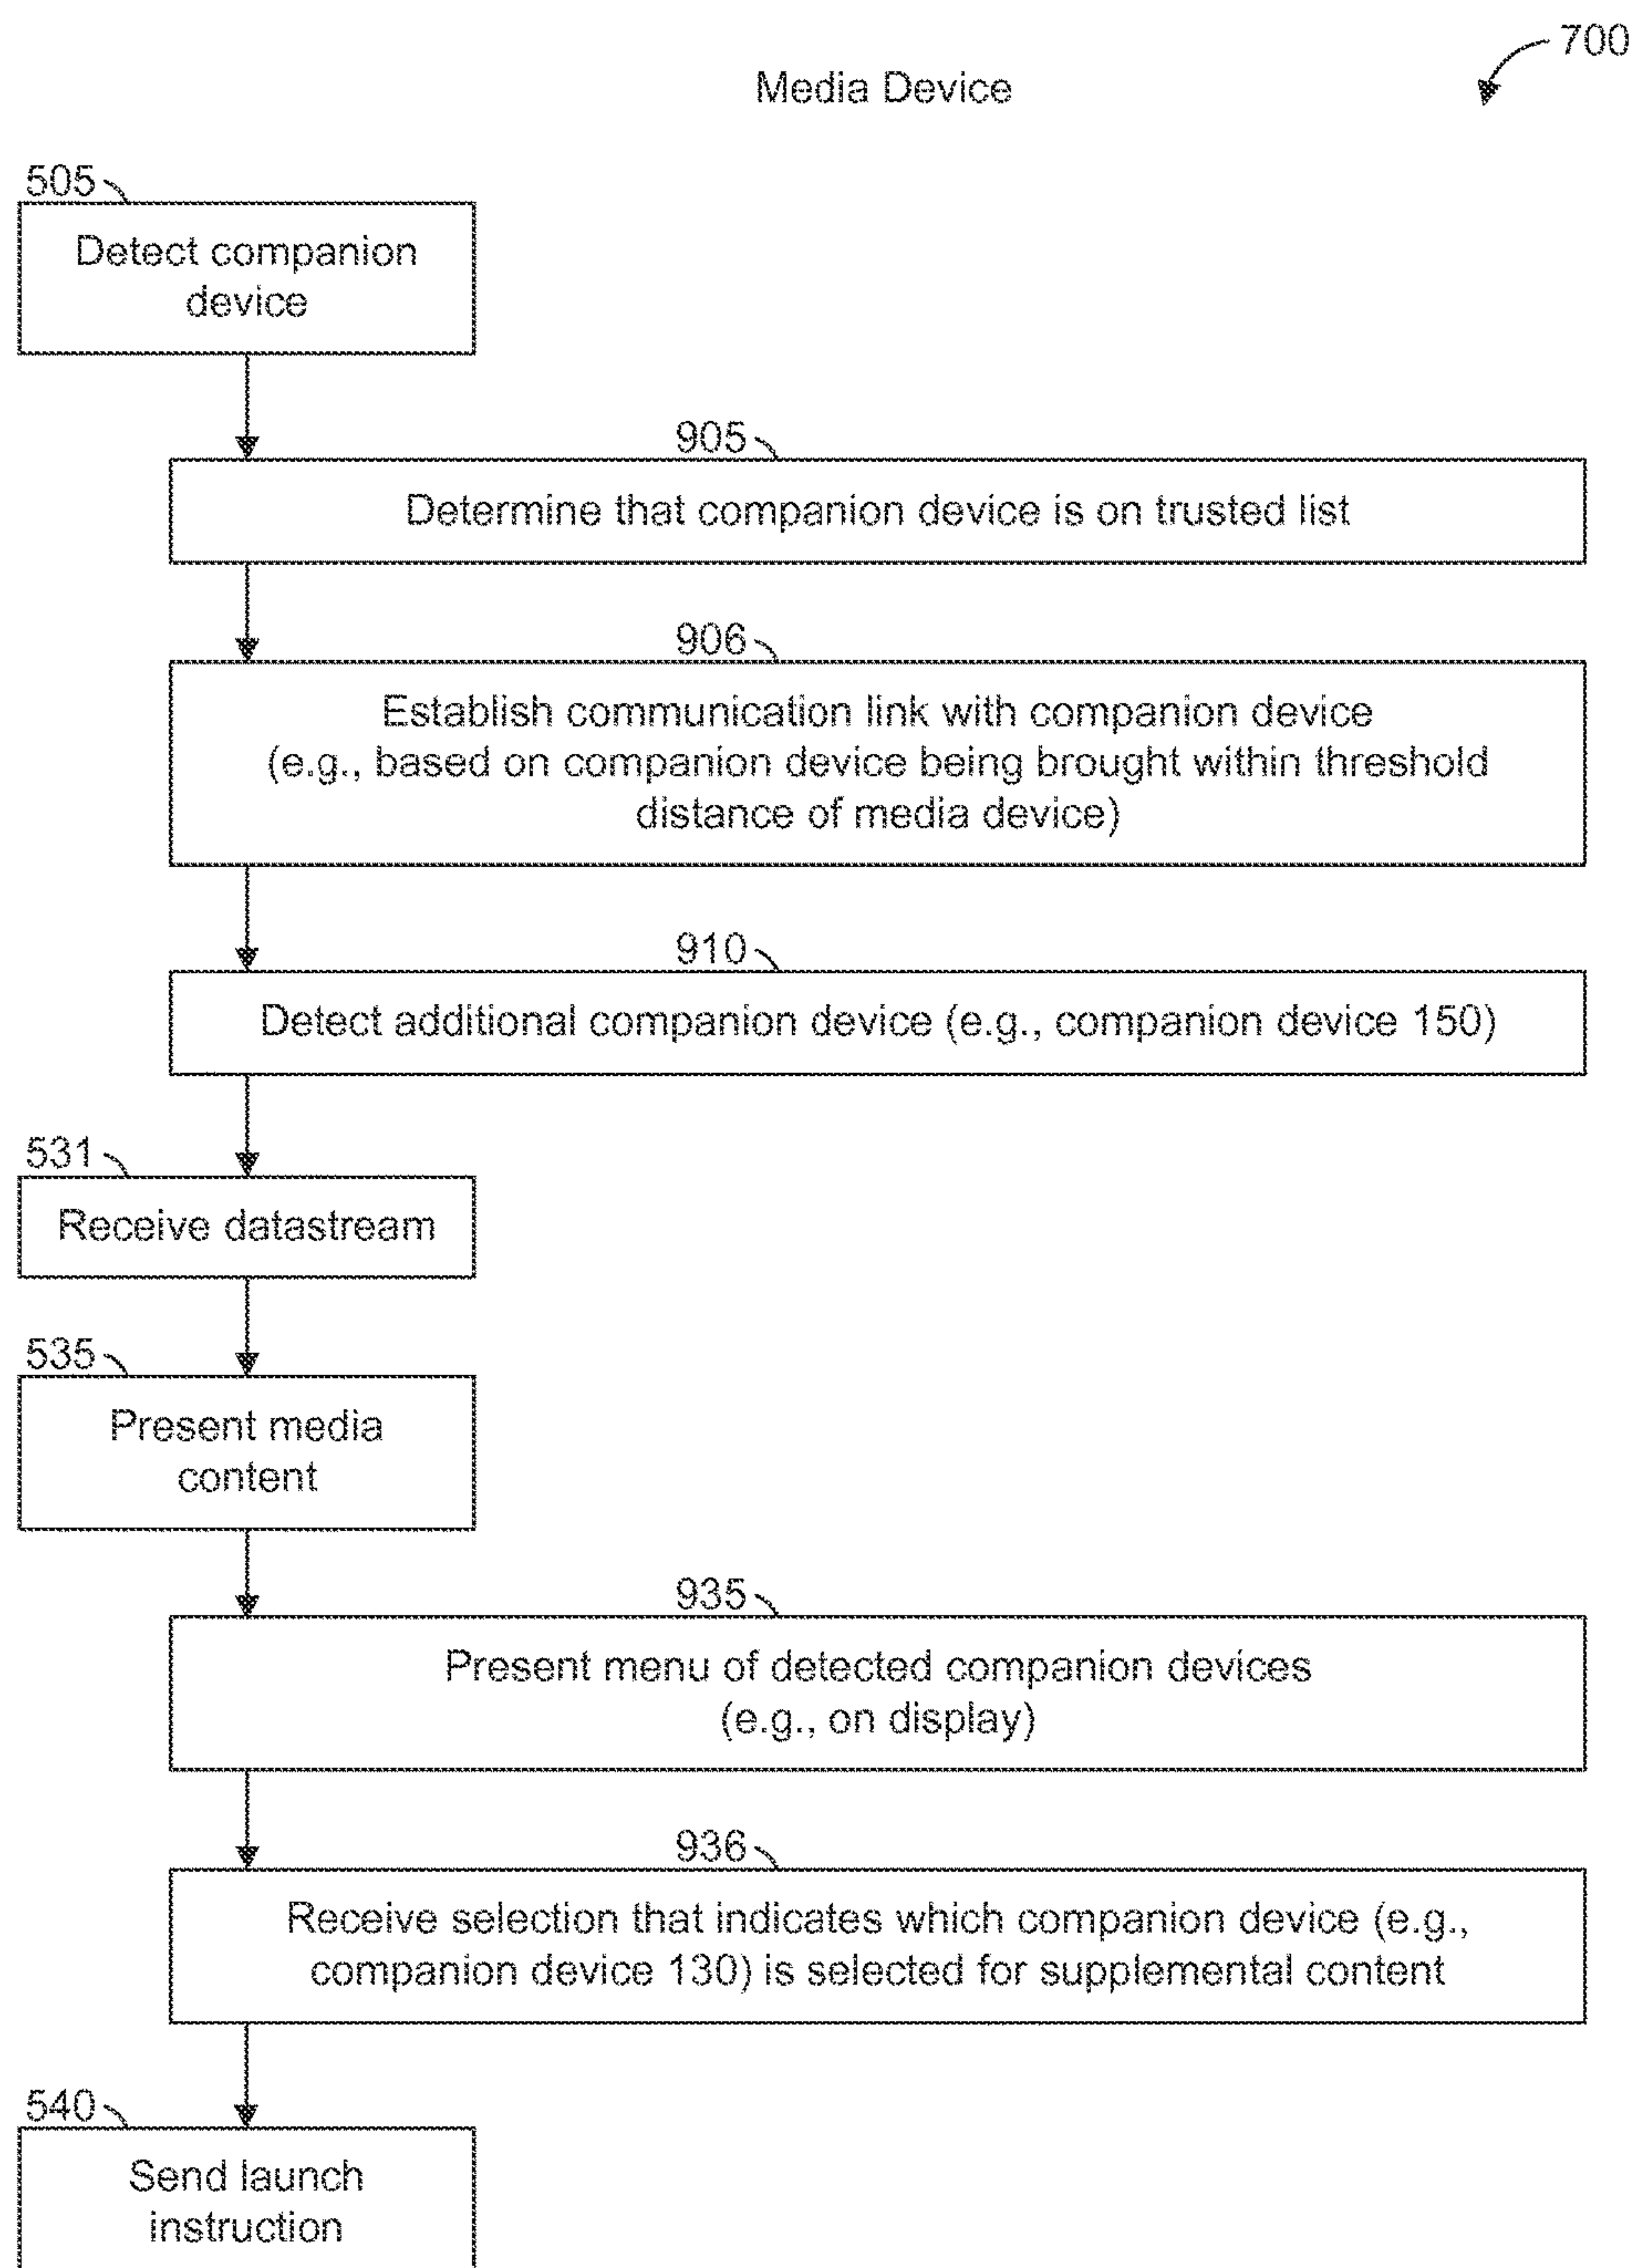 700
Media Device
505
Detect companion
device
905
Determine that companion device is on trusted list
906
Establish communication link with companion device
(e.g., based on companion device being brought within threshold
distance of media device)
910
Detect additional companion device (e.g., companion device 150)
531
Receive datastream
535
Present media
content
935
Present menu of detected companion devices
(e.g., on display)
936
Receive selection that indicates which companion device (e.g.,
companion device 130) is selected for supplemental content
540
Send launch
instruction